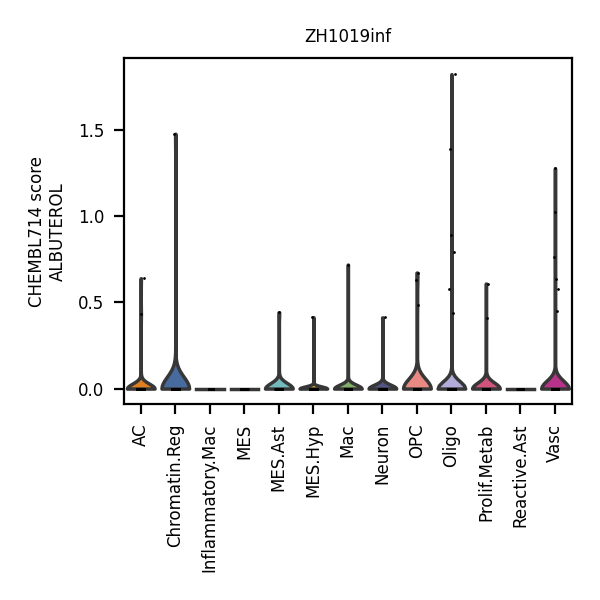 ZH1019inf
CHEMBL714 score
ALBUTEROL
1.5
1.0
0.5
0.0
AC
Chromatin.Reg
Inflammatory.Mac
MES
MES.Ast
MES.Hyp
Mac
Neuron
OPC
Oligo
Prolif.Metab
Reactive.Ast
Vasc